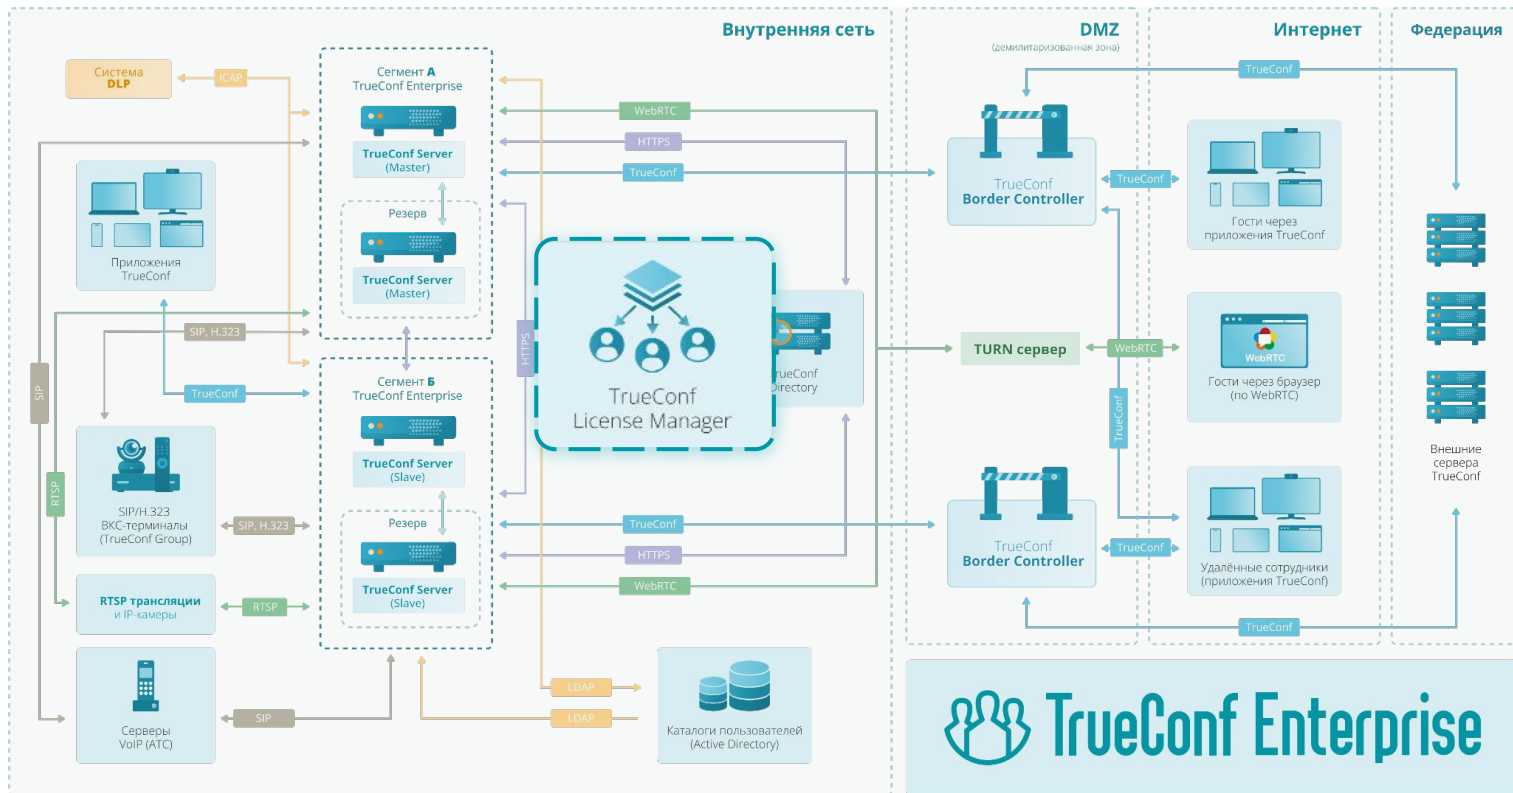 Внутренняя сеть
DMZ
(демилитаризованная зона)
Интернет
Федерация
Система
DLP
ICAP
Сегмент А
TrueConf Enterprise
TrueConf Server
(Master)
Резерв
TrueConf Server
(Master)
WebRTC
HTTPS
TrueConf
TrueConf
TrueConf
Border Controller
TrueConf
Гости через
приложения TrueConf
Приложения
TrueConf
SIP, H.323
SIP
TrueConf
HTTPS
TrueConf
License Manager
TrueConf
Directory
TURN сервер
WebRTC
WebRTC
Гости через браузер
(по WebRTC)
TrueConf
Внешние
сервера
TrueConf
Сегмент Б
TrueConf Enterprise
TrueConf Server
(Slave)
Резерв
TrueConf Server
(Slave)
RTSP
SIP/H.323
ВКС-терминалы
(TrueConf Group)
SIP, H.323
TrueConf
HTTPS
WebRTC
TrueConf
Border Controller
TrueConf
Удалённые сотрудники
(приложения TrueConf)
TrueConf
RTSP трансляции
и IP-камеры
RTSP
Серверы
VoIP (АТС)
SIP
LDAP
LDAP
Каталоги пользователей
(Active Directory)
TrueConf Enterprise